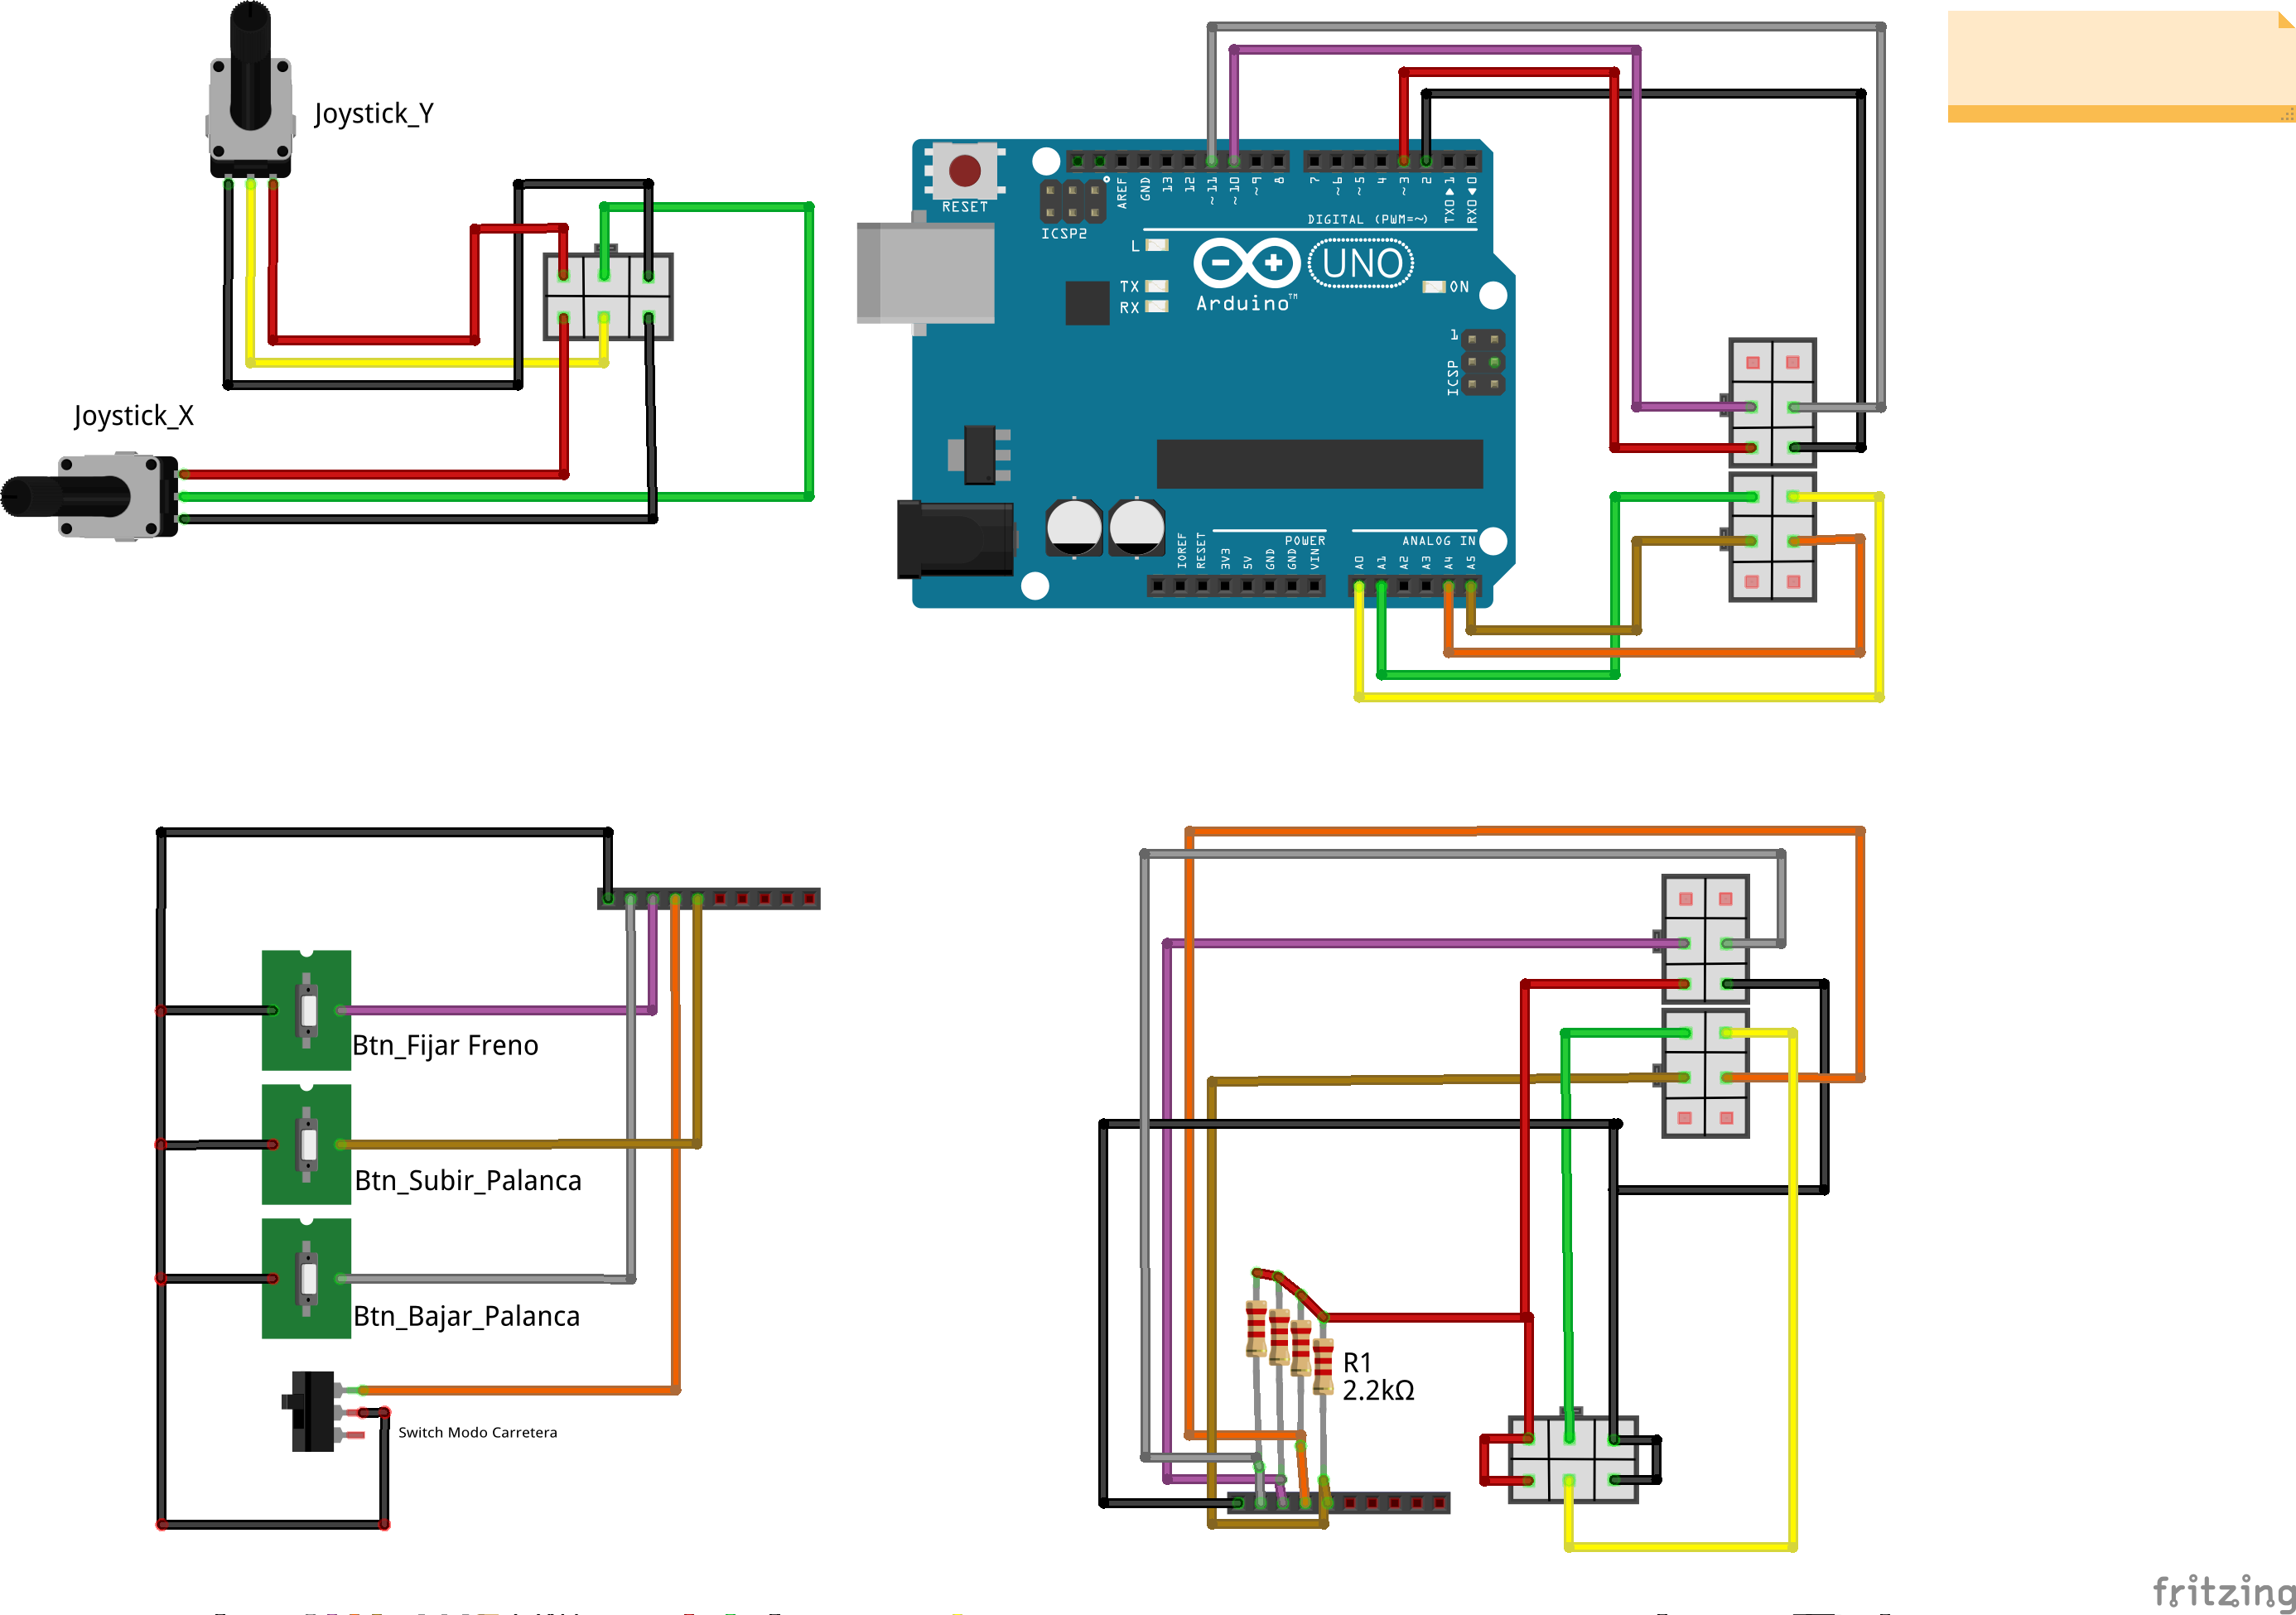 Joystick_Y
Joystick_X
RESET
ICSP2
AREF
GND
13
12
~11
~10
~9
8
7
~6
~5
4
~3
2
TX0▶1
RX0◀0
DIGITAL (PWM=~)
L
TX
RX
Arduino™
UNO
ON
1
ICSP
IOREF
RESET
3V3
5V
GND
GND
VIN
POWER
ANALOG IN
A0
A1
A2
A3
A4
A5
Btn_Fijar Freno
Btn_Subir_Palanca
Btn_Bajar_Palanca
Switch Modo Carretera
R1
2.2kΩ
fritzing